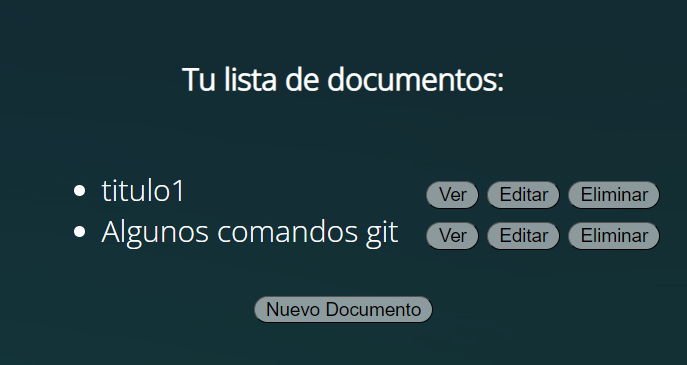 Tu lista de documentos:
titulo1 Ver Editar Eliminar
Algunos comandos git Ver Editar Eliminar
Nuevo Documento